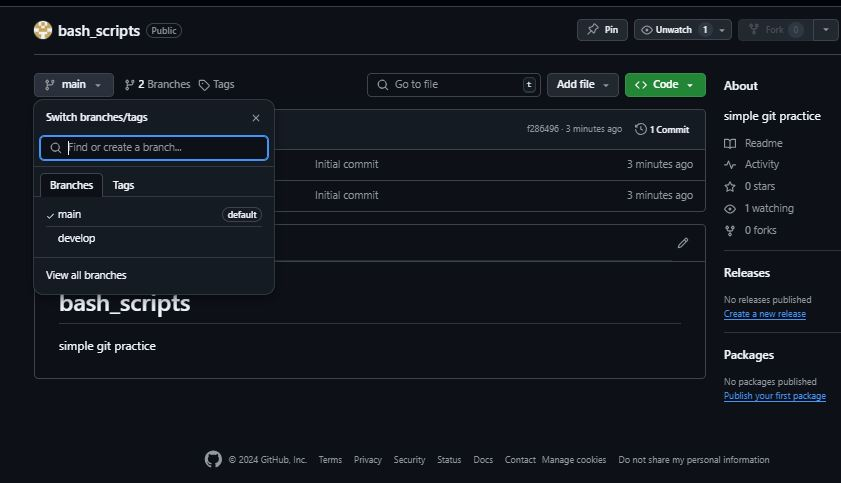 bash_scripts Public Pin Unwatch 1 Fork 0
main 2 Branches Tags Go to file t Add file Code
Switch branches/tags
Find or create a branch...
Branches Tags
main default
develop
View all branches
f286496 · 3 minutes ago 1 Commit
Initial commit 3 minutes ago
Initial commit 3 minutes ago
bash_scripts
simple git practice
About
simple git practice
Readme
Activity
0 stars
1 watching
0 forks
Releases
No releases published
Create a new release
Packages
No packages published
Publish your first package
© 2024 GitHub, Inc. Terms Privacy Security Status Docs Contact Manage cookies Do not share my personal information